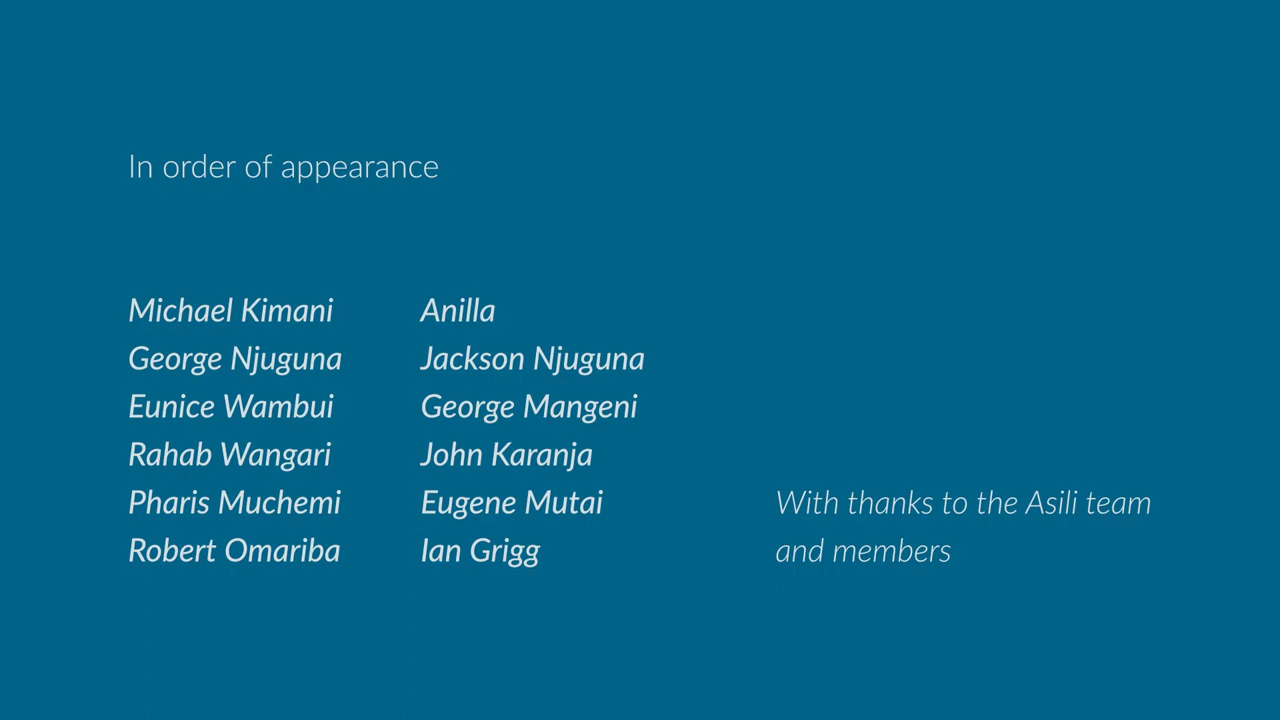 In order of appearance
Michael Kimani
George Njuguna
Eunice Wambui
Rahab Wangari
Pharis Muchemi
Robert Omariba
Anilla
Jackson Njuguna
George Mangeni
John Karanja
Eugene Mutai
Ian Grigg
With thanks to the Asili team
and members